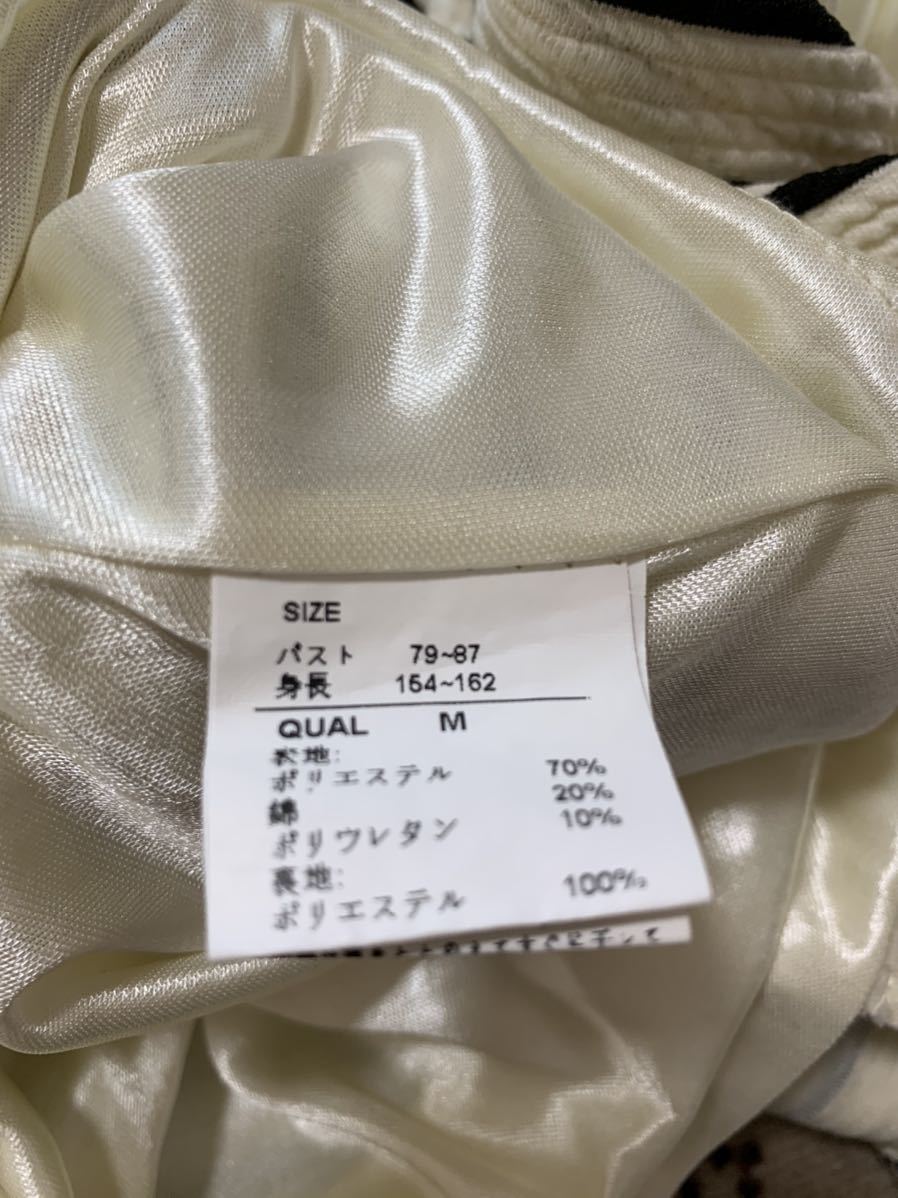 SIZE
バスト 79~87
身長 154~162
QUAL M
表地:
ポリエステル 70%
綿 20%
ポリウレタン 10%
裏地:
ポリエステル 100%